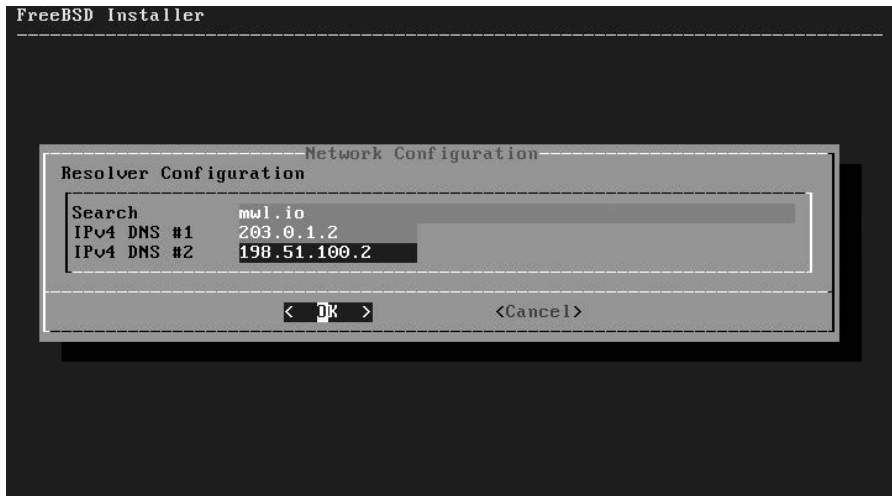 FreeBSD Installer
Network Configuration
Resolver Configuration
Search mwl.io
IPv4 DNS #1 203.0.1.2
IPv4 DNS #2 198.51.100.2
< OK > <Cancel>